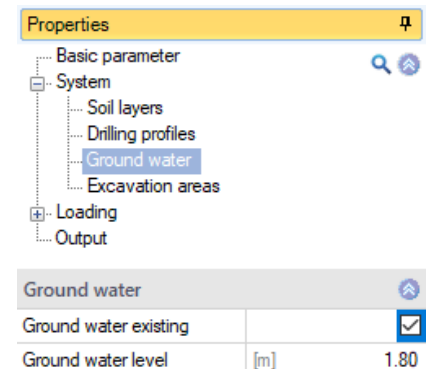 Properties
Basic parameter
System
Soil layers
Drilling profiles
Ground water
Excavation areas
Loading
Output
Ground water
Ground water existing
Ground water level [m] 1.80